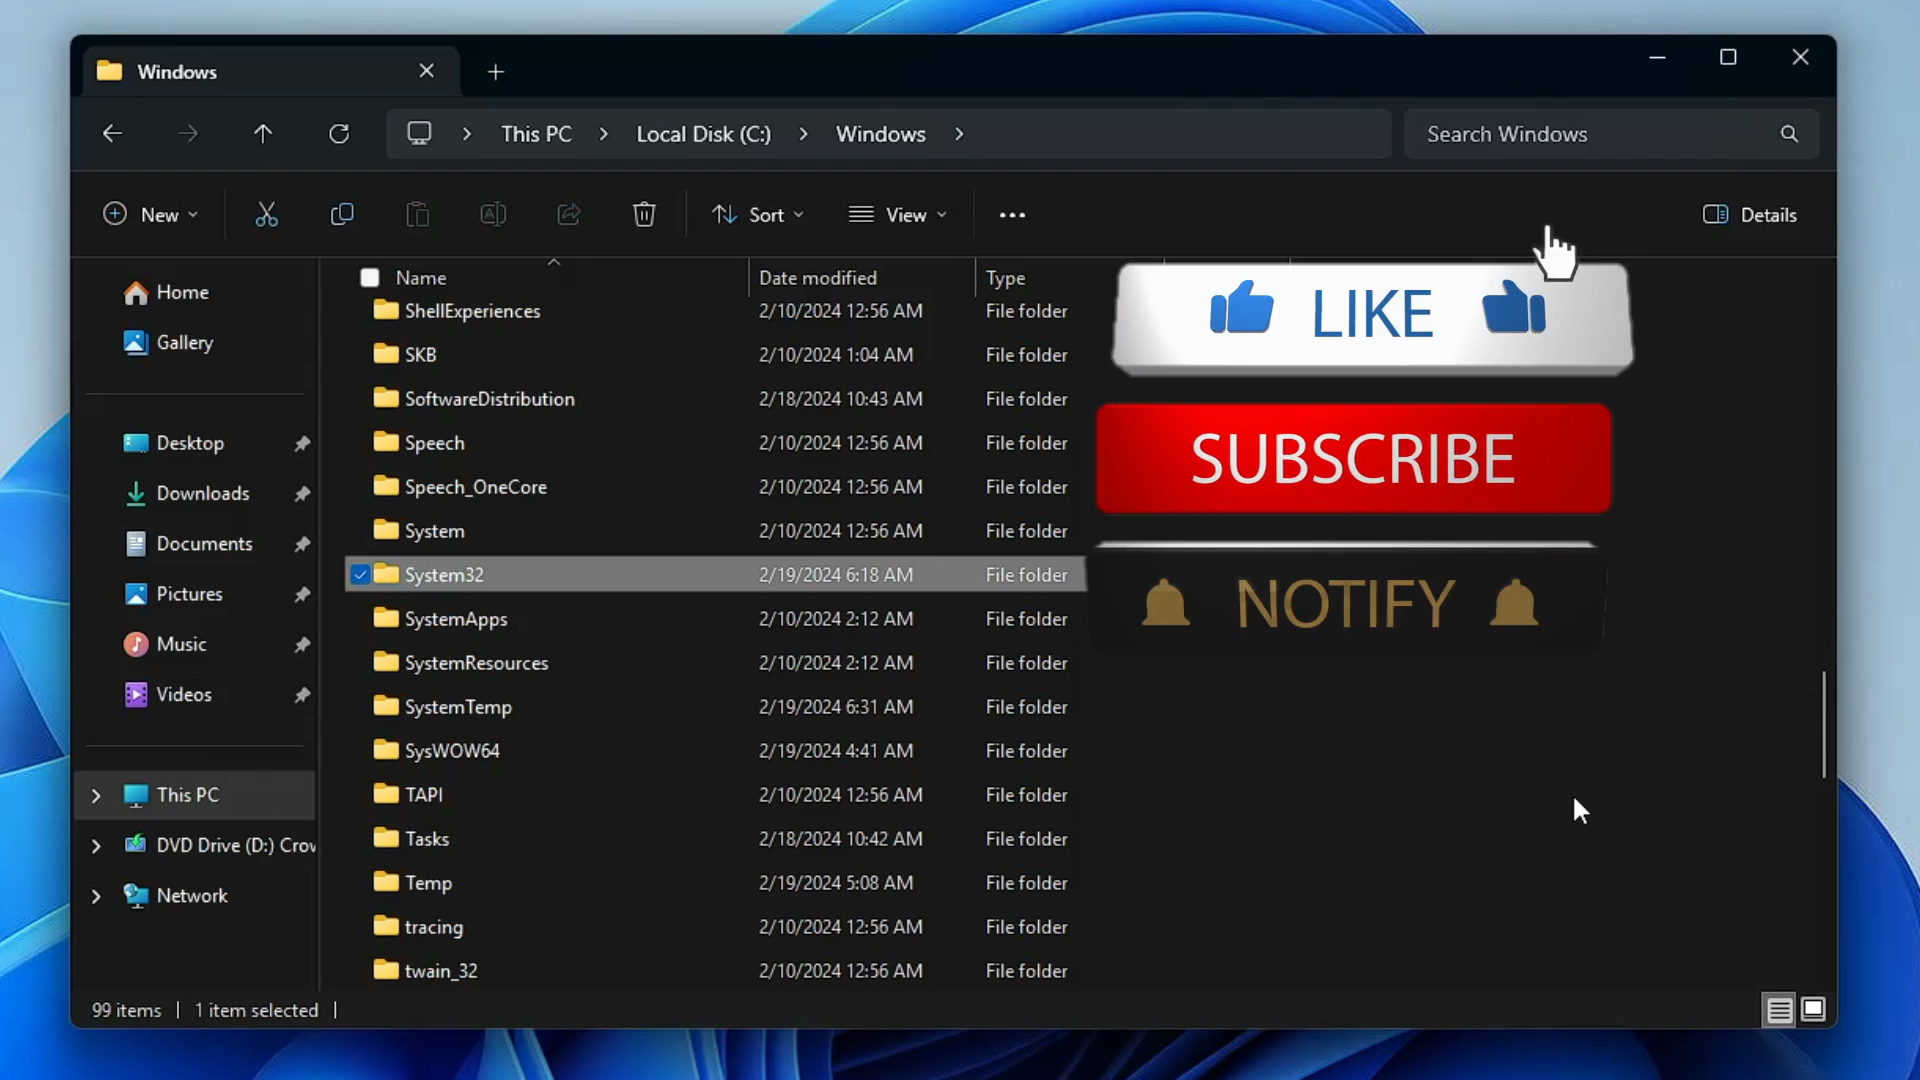 Windows
This PC
Local Disk (C:)
Windows
Search Windows
New
Sort
View
Details
Home
Gallery
Desktop
Downloads
Documents
Pictures
Music
Videos
This PC
DVD Drive (D:) Crow
Network
Name Date modified Type
ShellExperiences 2/10/2024 12:56 AM File folder
SKB 2/10/2024 1:04 AM File folder
SoftwareDistribution 2/18/2024 10:43 AM File folder
Speech 2/10/2024 12:56 AM File folder
Speech_OneCore 2/10/2024 12:56 AM File folder
System 2/10/2024 12:56 AM File folder
System32 2/19/2024 6:18 AM File folder
SystemApps 2/10/2024 2:12 AM File folder
SystemResources 2/10/2024 2:12 AM File folder
SystemTemp 2/19/2024 6:31 AM File folder
SysWOW64 2/19/2024 4:41 AM File folder
TAPI 2/10/2024 12:56 AM File folder
Tasks 2/18/2024 10:42 AM File folder
Temp 2/19/2024 5:08 AM File folder
tracing 2/10/2024 12:56 AM File folder
twain_32 2/10/2024 12:56 AM File folder
LIKE
SUBSCRIBE
NOTIFY
99 items
1 item selected